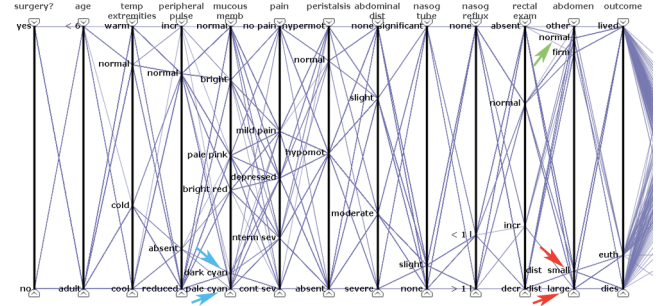 surgery? age temp extremities peripheral pulse mucous memb pain peristalsis abdominal dist nasog tube nasog reflux rectal exam abdomen outcome
yes < 6 warm incr normal no pain hypermot none significant none absent other lived
normal
firm
normal normal normal
bright
slight
normal
mild pain
pale pink hypomot
depressed
bright red
cold moderate
incr
absent nterm sev < 1 l
euth
slight
dark cyan dist small
no adult cool reduced pale cyan cont sev absent severe none > 1 l decr dist large dies